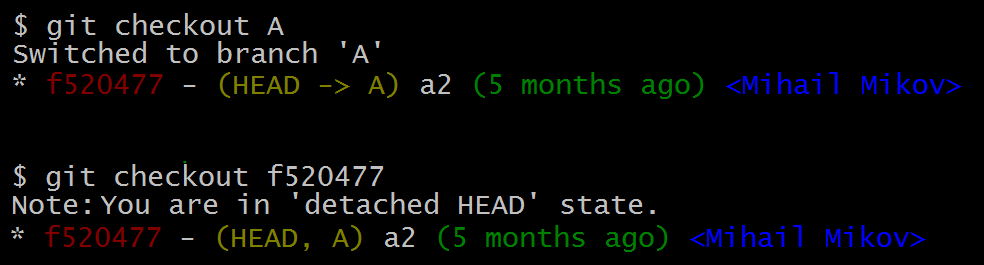 $ git checkout A
Switched to branch 'A'
* f520477 - (HEAD -> A) a2 (5 months ago) <Mihail Mikov>
$ git checkout f520477
Note: You are in 'detached HEAD' state.
* f520477 - (HEAD, A) a2 (5 months ago) <Mihail Mikov>